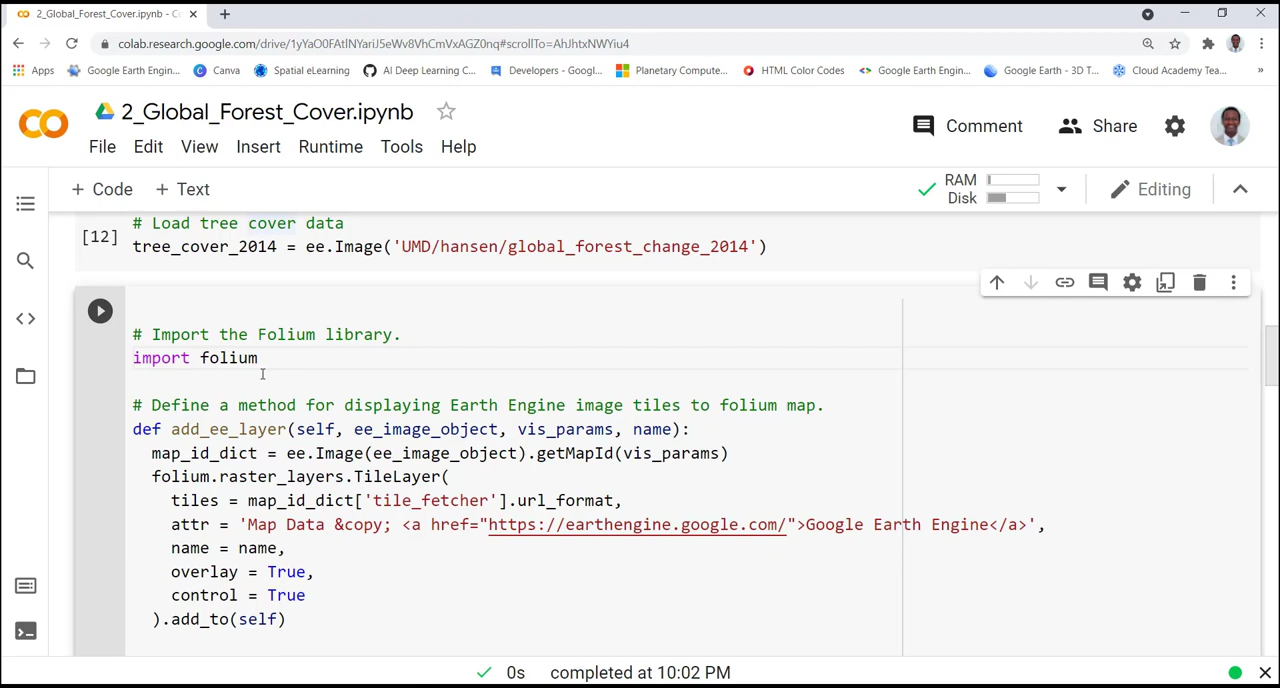 2_Global_Forest_Cover.ipynb - C
colab.research.google.com/drive/1yYaO0FAtlNYariJ5eWv8VhCmVxAGZ0nq#scrollTo=AhJhtxNWYiu4
Apps Google Earth Engin... Canva Spatial eLearning AI Deep Learning C... Developers - Googl... Planetary Compute... HTML Color Codes Google Earth Engin... Google Earth - 3D T... Cloud Academy Tea... »
2_Global_Forest_Cover.ipynb
Comment Share
File Edit View Insert Runtime Tools Help
+ Code + Text
RAM
Disk
Editing
# Load tree cover data
[12] tree_cover_2014 = ee.Image('UMD/hansen/global_forest_change_2014')
# Import the Folium library.
import folium
# Define a method for displaying Earth Engine image tiles to folium map.
def add_ee_layer(self, ee_image_object, vis_params, name):
map_id_dict = ee.Image(ee_image_object).getMapId(vis_params)
folium.raster_layers.TileLayer(
tiles = map_id_dict['tile_fetcher'].url_format,
attr = 'Map Data &copy; <a href="https://earthengine.google.com/">Google Earth Engine</a>',
name = name,
overlay = True,
control = True
).add_to(self)
0s completed at 10:02 PM